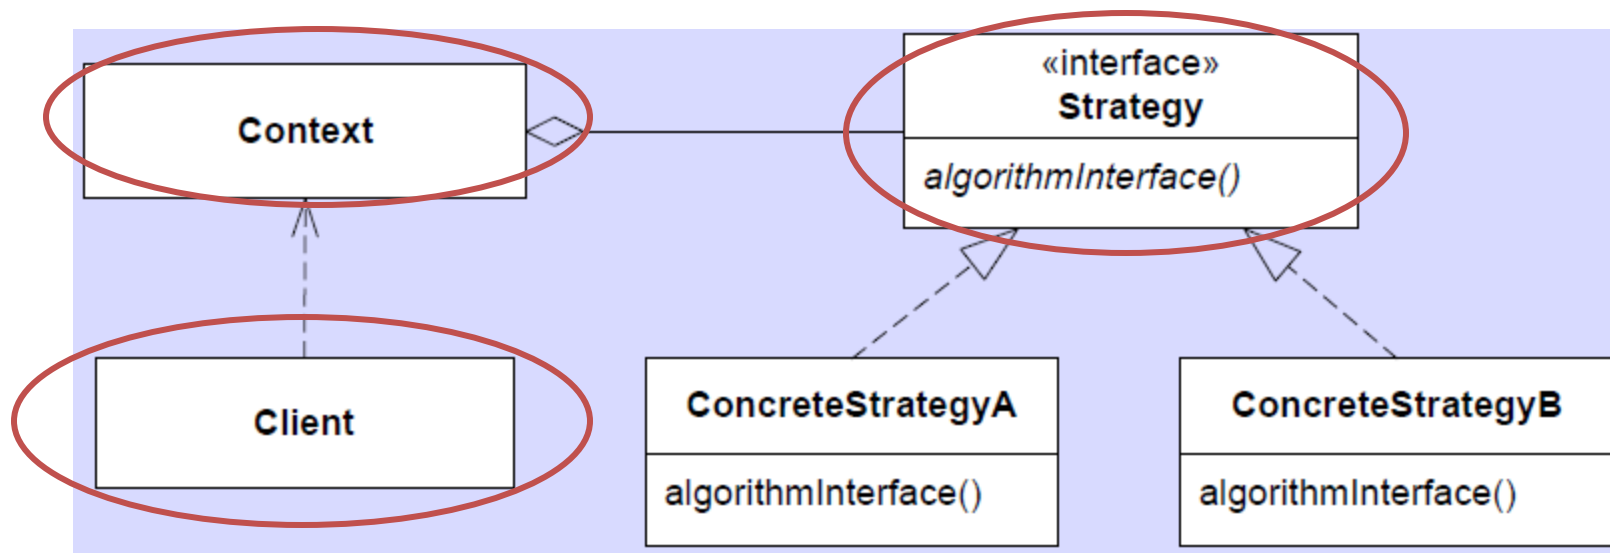 Context
«interface»
Strategy
algorithmInterface()
Client
ConcreteStrategyA
algorithmInterface()
ConcreteStrategyB
algorithmInterface()